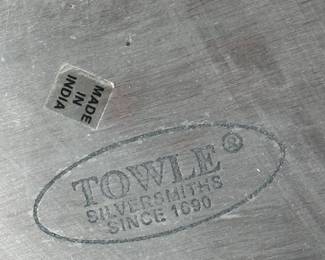 MADE
IN
INDIA
TOWLE®
SILVERSMITHS
SINCE 1690